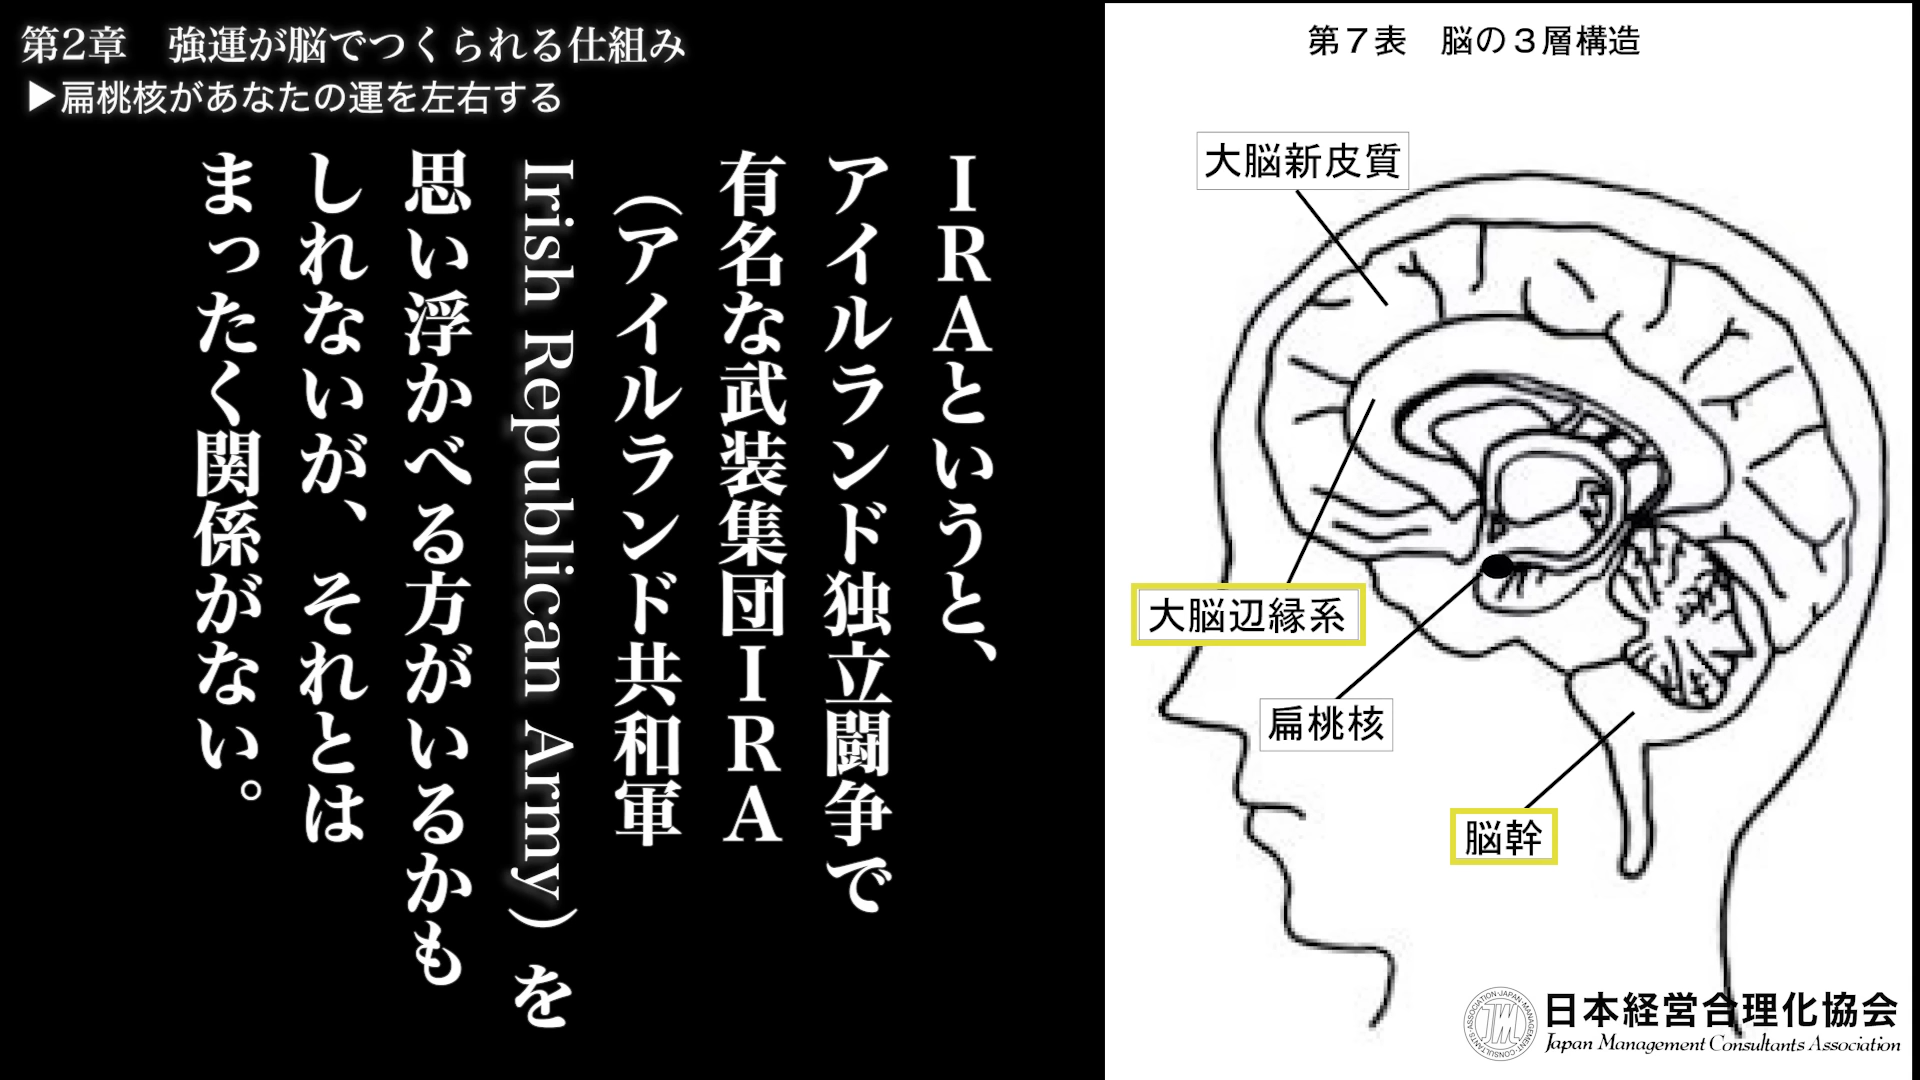 第2章　強運が脳でつくられる仕組み
▶扁桃核があなたの運を左右する
ＩＲＡというと、
アイルランド独立闘争で
有名な武装集団ＩＲＡ
（アイルランド共和軍
Irish Republican Army）を
思い浮かべる方がいるかも
しれないが、それとは
まったく関係がない。
第７表　脳の３層構造
大脳新皮質
大脳辺縁系
扁桃核
脳幹
日本経営合理化協会
Japan Management Consultants Association